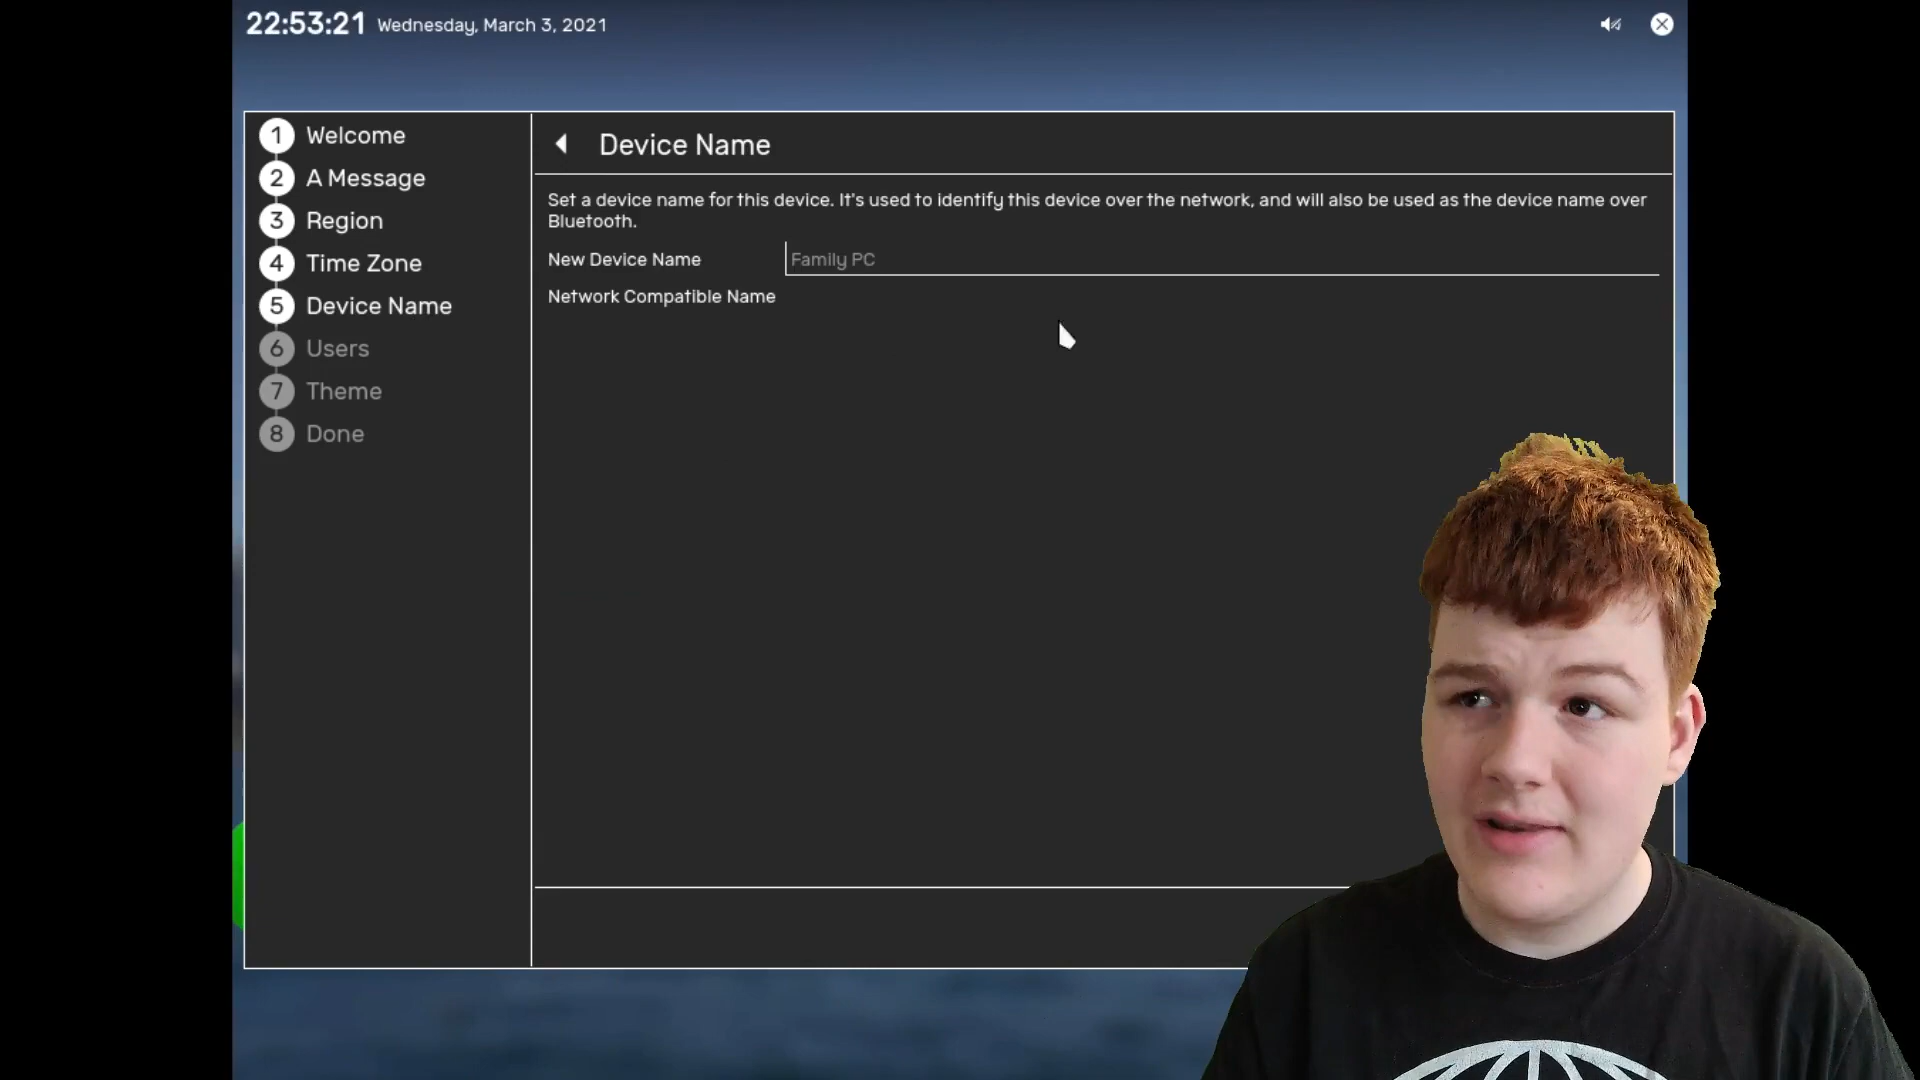 22:53:21 Wednesday, March 3, 2021
1 Welcome
2 A Message
3 Region
4 Time Zone
5 Device Name
6 Users
7 Theme
8 Done
Device Name
Set a device name for this device. It's used to identify this device over the network, and will also be used as the device name over
Bluetooth.
New Device Name Family PC
Network Compatible Name